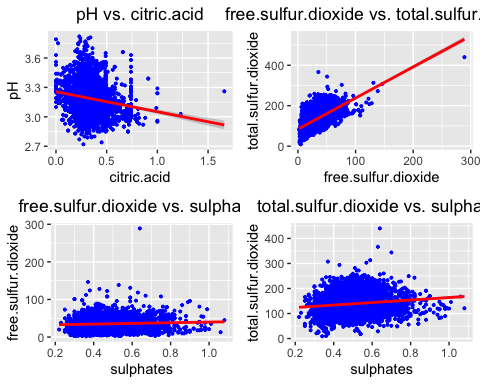 pH vs. citric.acid
pH
3.6
3.3
3.0
2.7
0.0 0.5 1.0 1.5
citric.acid
free.sulfur.dioxide vs. total.sulfur.
total.sulfur.dioxide
400
200
0
0 100 200 300
free.sulfur.dioxide
free.sulfur.dioxide vs. sulpha
free.sulfur.dioxide
300
200
100
0
0.2 0.4 0.6 0.8 1.0
sulphates
total.sulfur.dioxide vs. sulpha
total.sulfur.dioxide
400
300
200
100
0
0.2 0.4 0.6 0.8 1.0
sulphates